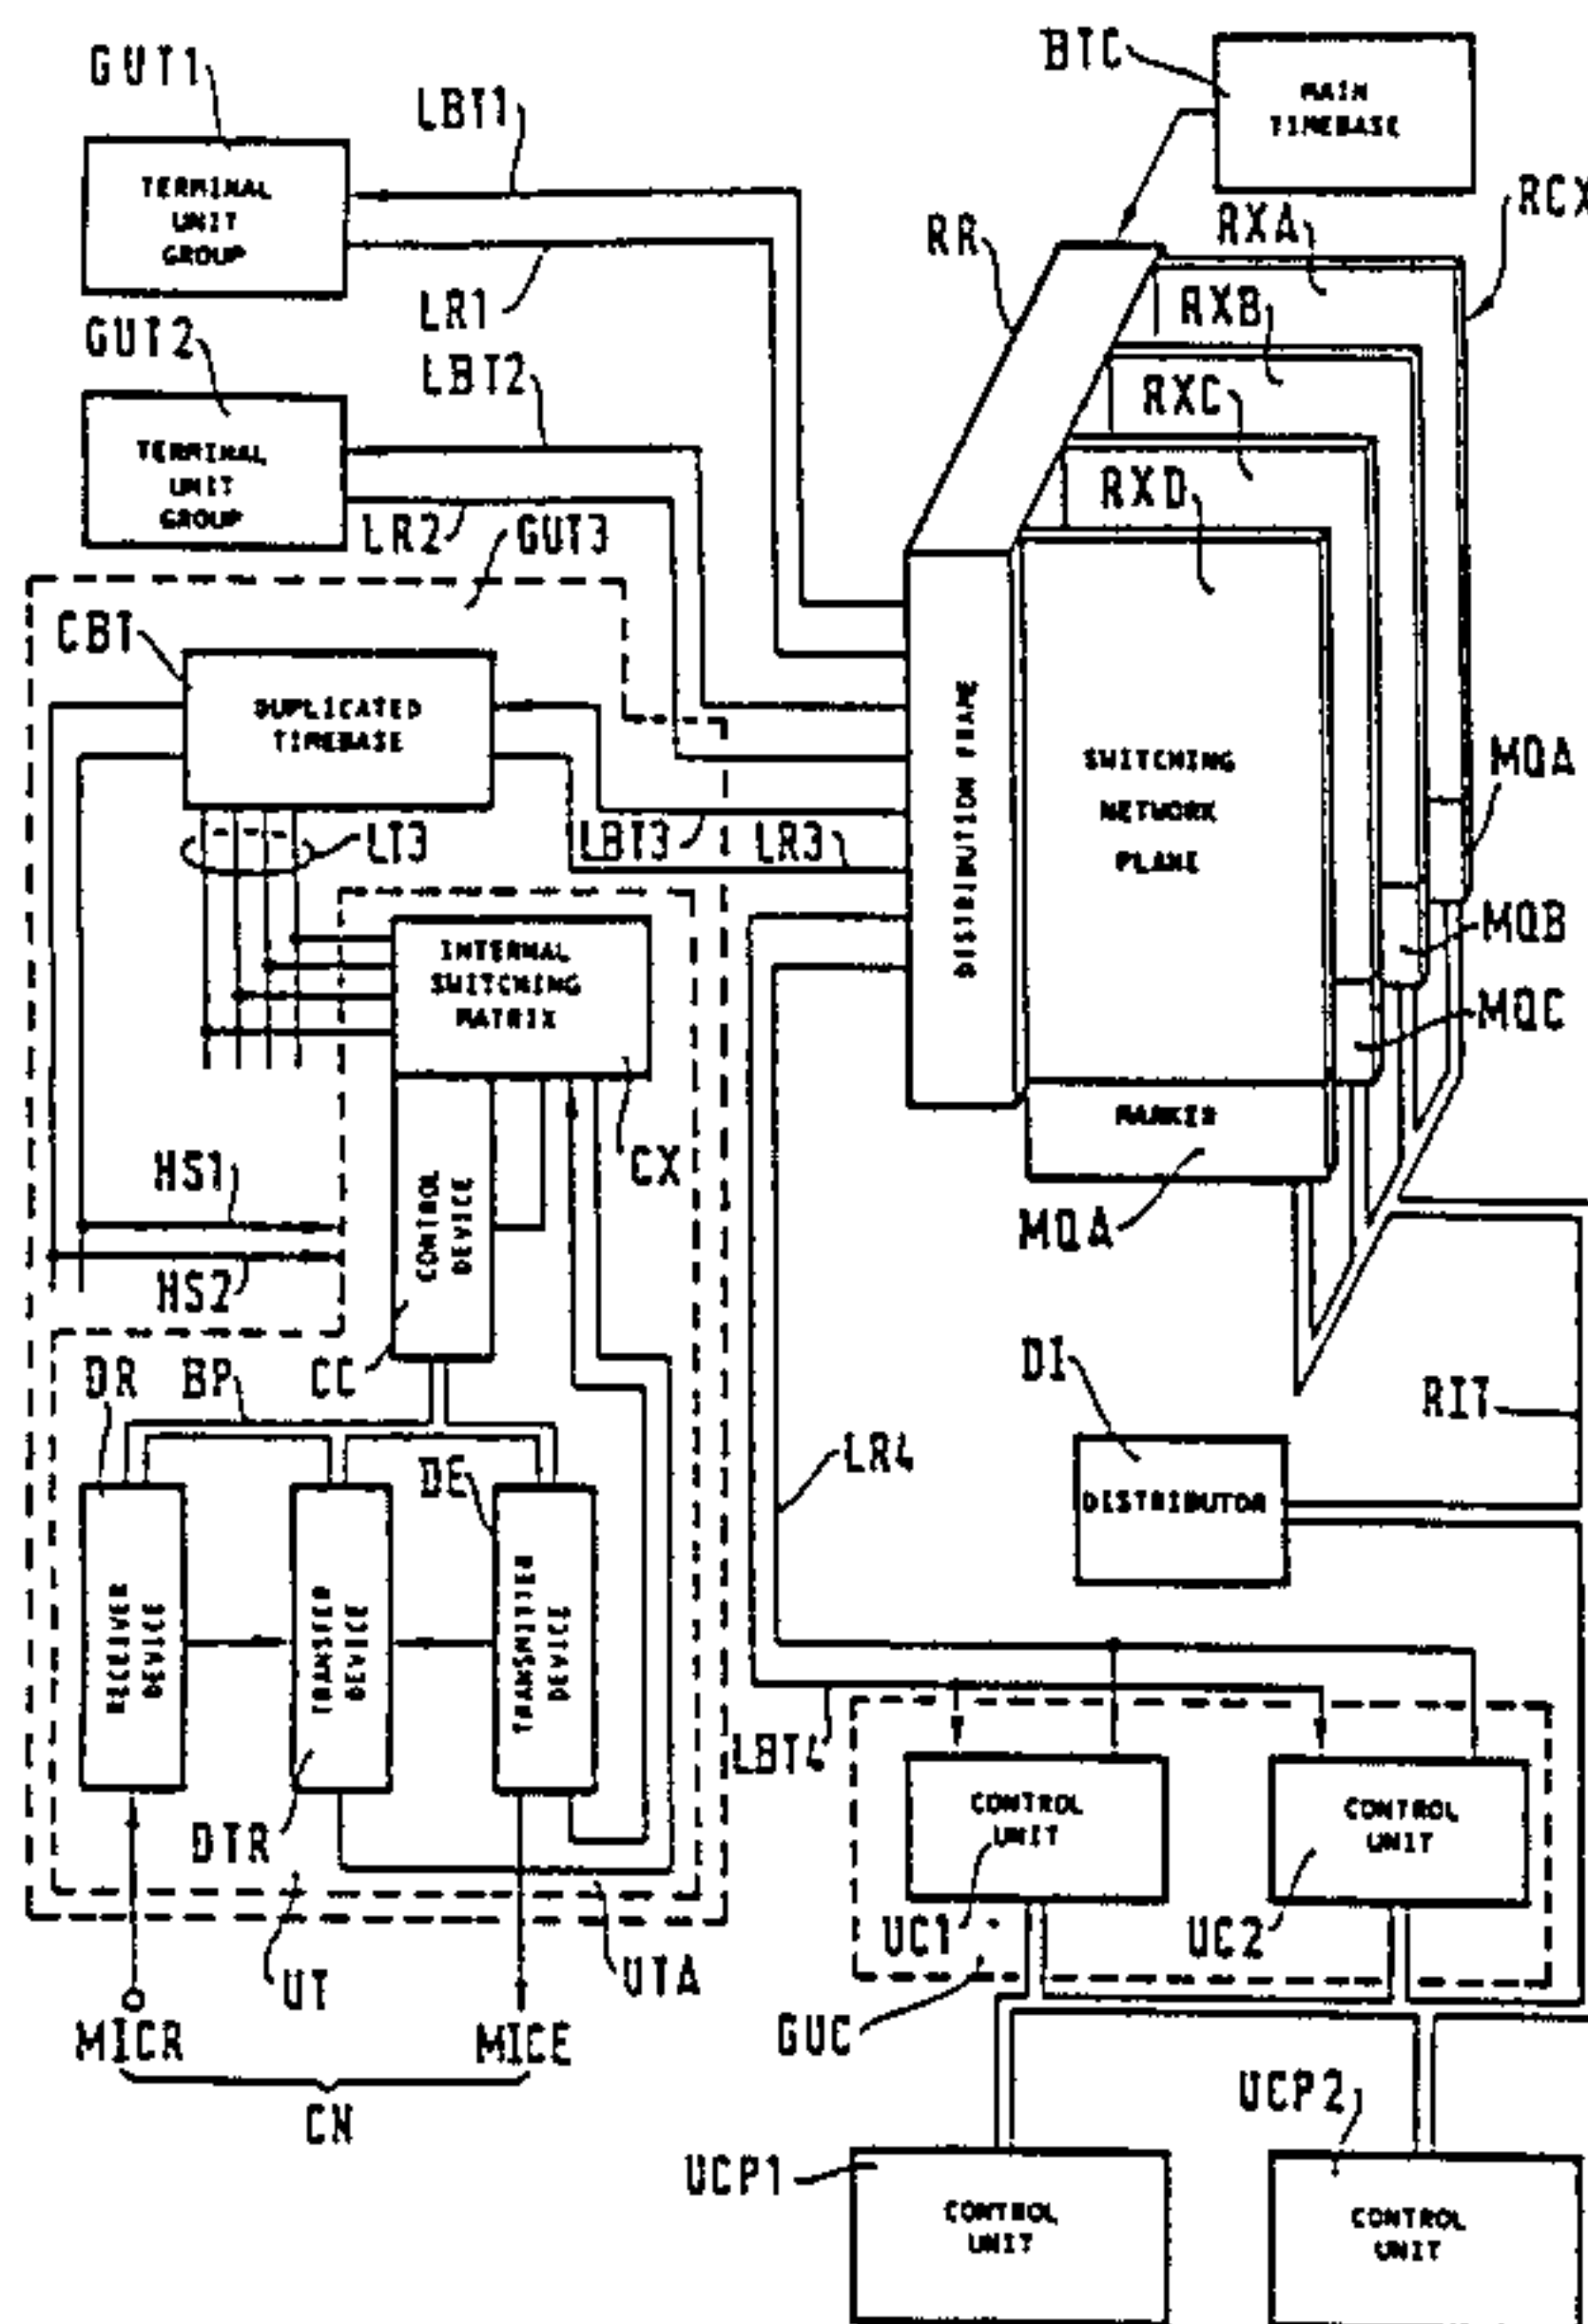 GUT1
LBT1
BTC
MAIN
TIMEBASE
TERMINAL
UNIT
GROUP
RCX
RXA
RR
LR1
RXB
GUT2
LBT2
RXC
TERMINAL
UNIT
GROUP
RXD
LR2
GUT3
CBT
DUPLICATED
TIMEBASE
DISTRIBUTION FRAME
SWITCHING
NETWORK
PLANE
MQA
LT3
LBT3
LR3
INTERNAL
SWITCHING
MATRIX
MQB
MQC
MARKER
CX
HS1
CONTROL
DEVICE
MQA
HS2
DR
BP
CC
DI
RIT
DE
LR4
DISTRIBUTOR
RECEIVER
DEVICE
TRANSFER
DEVICE
TRANSMITTER
DEVICE
LBT4
CONTROL
UNIT
CONTROL
UNIT
DTR
UC1
UC2
UT
UTA
GUC
MICR
MICE
CN
UCP2
UCP1
CONTROL
UNIT
CONTROL
UNIT